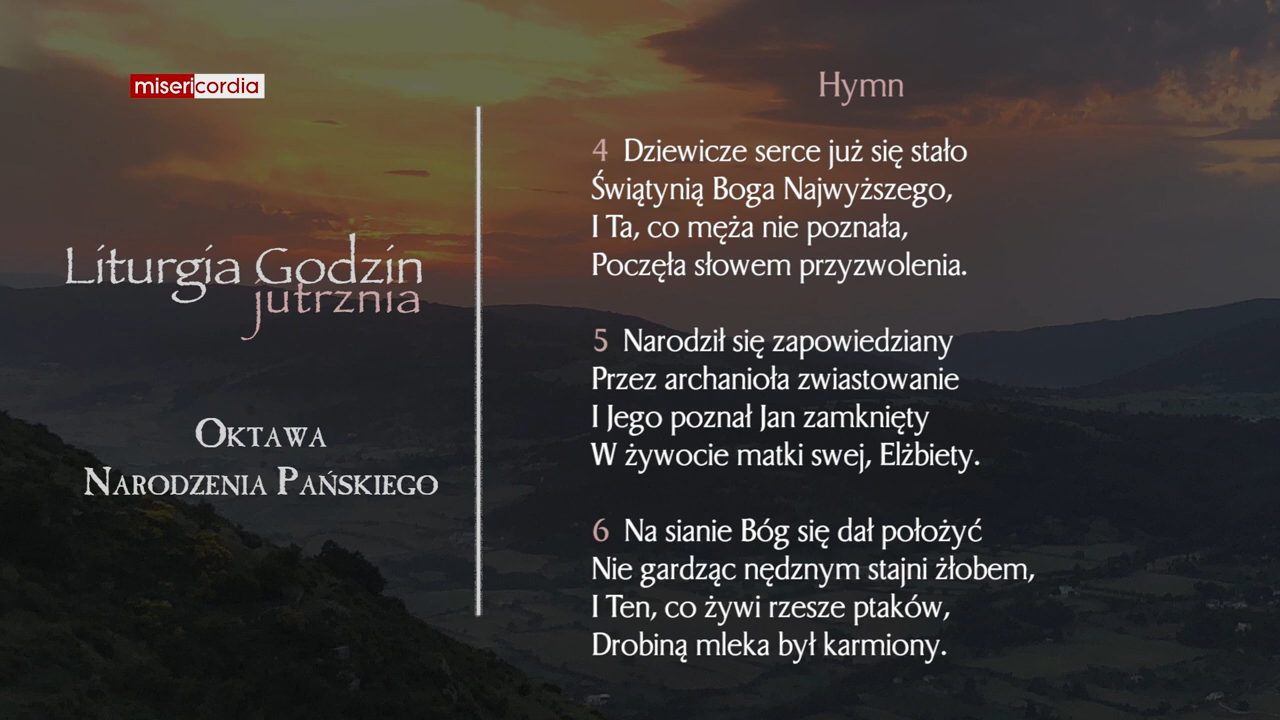 misericordia
Liturgia Godzin
jutrznia
Oktawa
Narodzenia Pańskiego
Hymn
4 Dziewicze serce już się stało
Świątynią Boga Najwyższego,
I Ta, co męża nie poznała,
Poczęła słowem przyzwolenia.
5 Narodził się zapowiedziany
Przez archanioła zwiastowanie
I Jego poznał Jan zamknięty
W żywocie matki swej, Elżbiety.
6 Na sianie Bóg się dał położyć
Nie gardząc nędznym stajni żłobem,
I Ten, co żywi rzesze ptaków,
Drobiną mleka był karmiony.